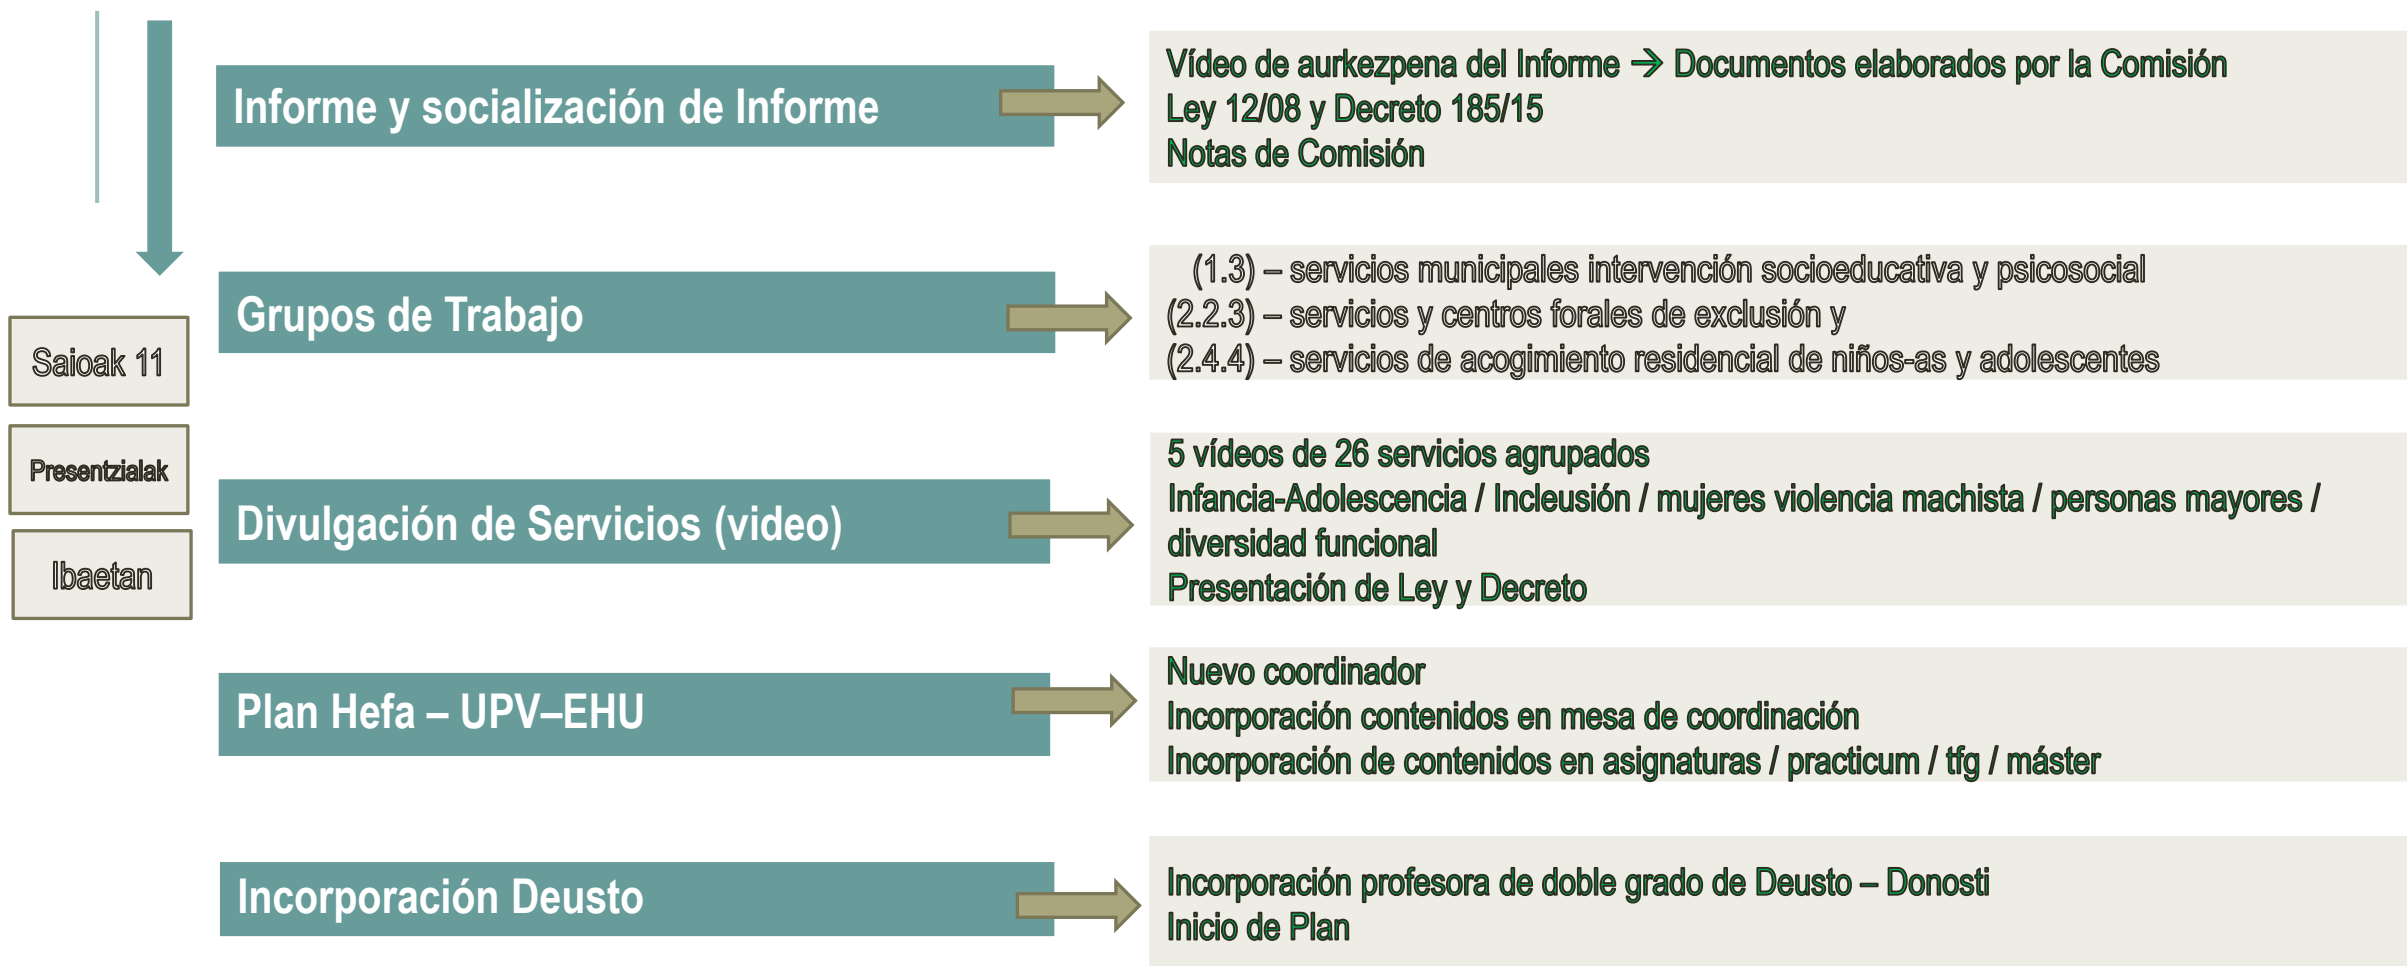 Informe y socialización de Informe
Vídeo de aurkezpena del Informe → Documentos elaborados por la Comisión
Ley 12/08 y Decreto 185/15
Notas de Comisión
Grupos de Trabajo
(1.3) – servicios municipales intervención socioeducativa y psicosocial
(2.2.3) – servicios y centros forales de exclusión y
(2.4.4) – servicios de acogimiento residencial de niños-as y adolescentes
Saioak 11
Presentzialak
Ibaetan
Divulgación de Servicios (video)
5 vídeos de 26 servicios agrupados
Infancia-Adolescencia / Incleusión / mujeres violencia machista / personas mayores /
diversidad funcional
Presentación de Ley y Decreto
Plan Hefa – UPV–EHU
Nuevo coordinador
Incorporación contenidos en mesa de coordinación
Incorporación de contenidos en asignaturas / practicum / tfg / máster
Incorporación Deusto
Incorporación profesora de doble grado de Deusto – Donosti
Inicio de Plan